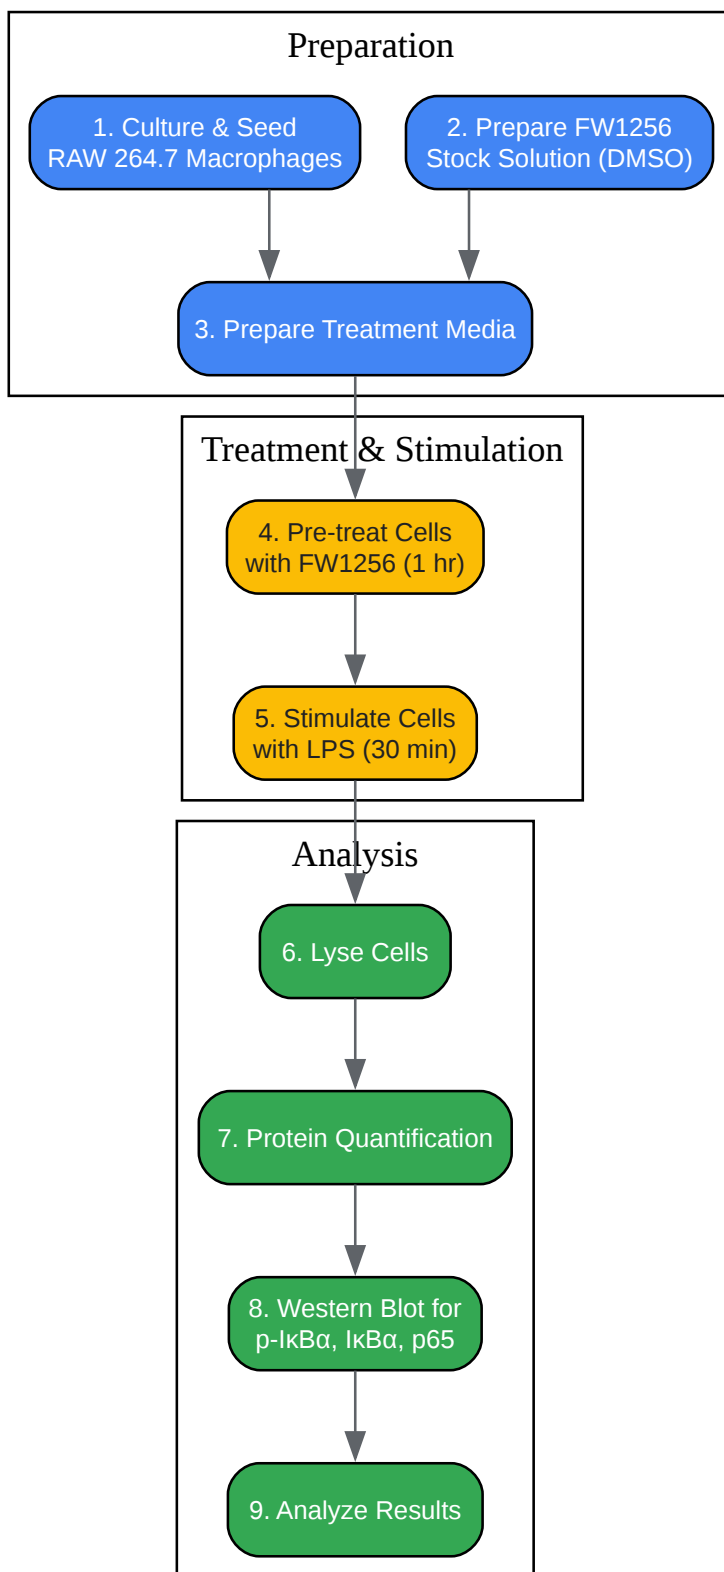 Preparation
1. Culture & Seed
RAW 264.7 Macrophages
2. Prepare FW1256
Stock Solution (DMSO)
3. Prepare Treatment Media
Treatment & Stimulation
4. Pre-treat Cells
with FW1256 (1 hr)
5. Stimulate Cells
with LPS (30 min)
Analysis
6. Lyse Cells
7. Protein Quantification
8. Western Blot for
p-IκBα, IκBα, p65
9. Analyze Results